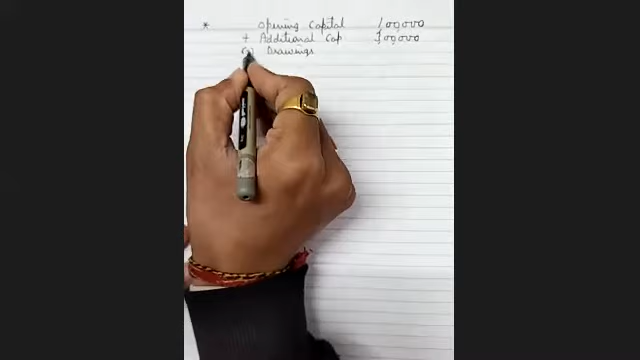 * Opening Capital 1,00,000
+ Additional Cap 1,00,000
(-) Drawings